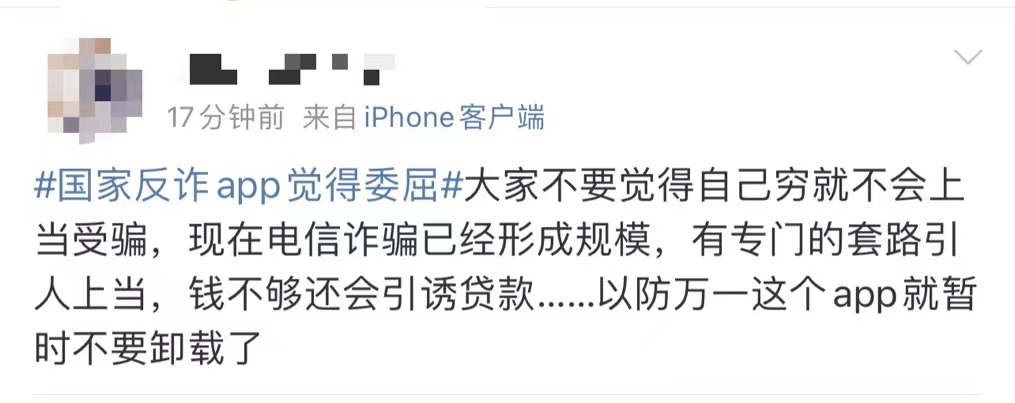 17分钟前 来自 iPhone客户端
#国家反诈app觉得委屈#大家不要觉得自己穷就不会上
当受骗，现在电信诈骗已经形成规模，有专门的套路引
人上当，钱不够还会引诱贷款......以防万一这个app就暂
时不要卸载了